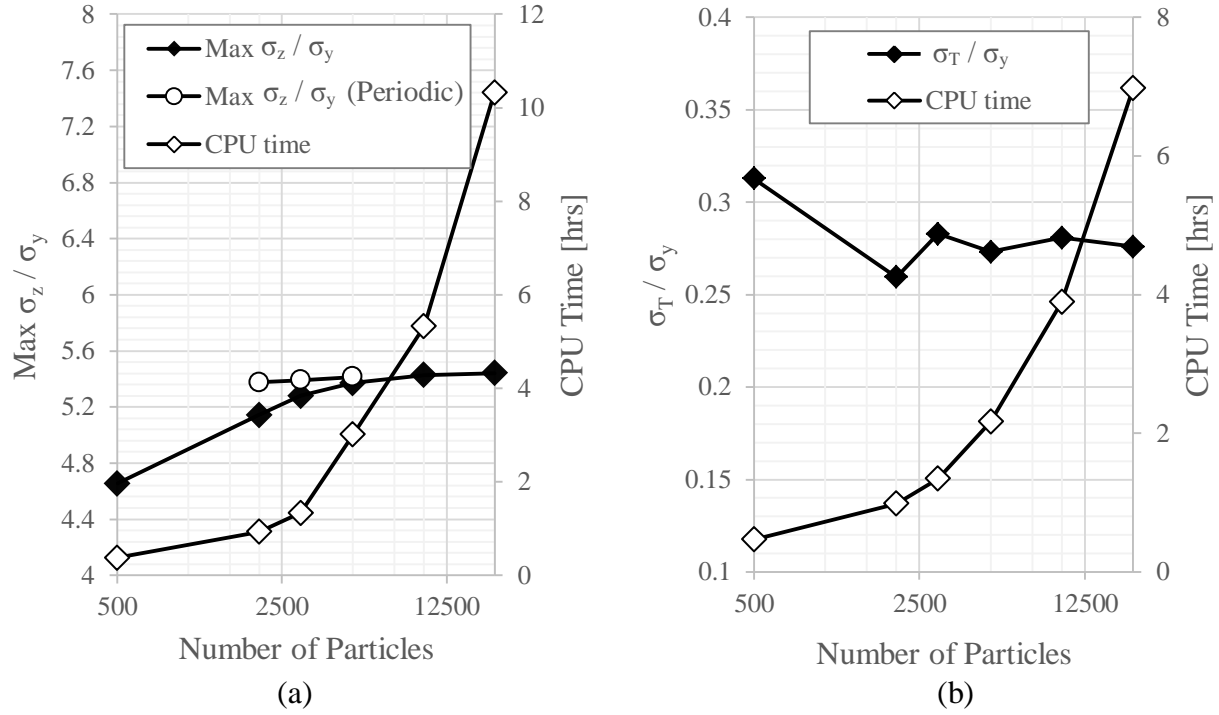 8
7.6
7.2
6.8
6.4
6
5.6
5.2
4.8
4.4
4
Max σz / σy
12
10
8
6
4
2
0
CPU Time [hrs]
Max σz / σy
Max σz / σy (Periodic)
CPU time
500
2500
12500
Number of Particles
(a)
0.4
0.35
0.3
0.25
0.2
0.15
0.1
σT / σy
8
6
4
2
0
CPU Time [hrs]
σT / σy
CPU time
500
2500
12500
Number of Particles
(b)